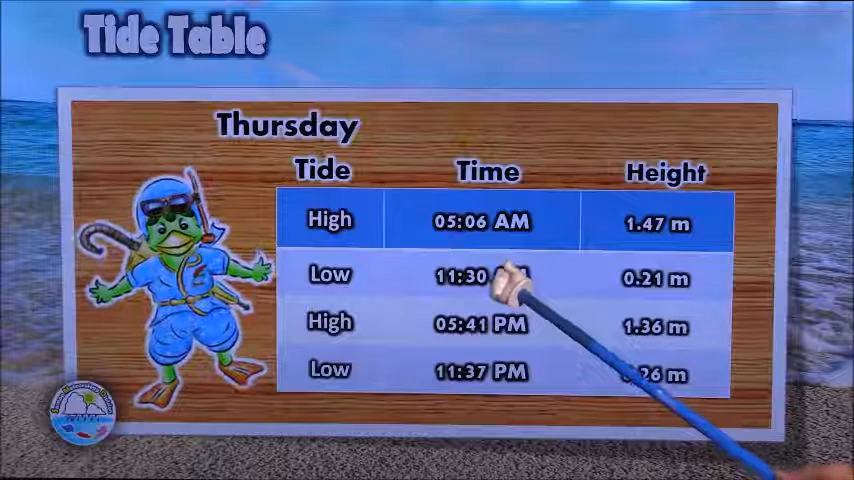 Tide Table
Thursday
Tide Time Height
High 05:06 AM 1.47 m
Low 11:30 0.21 m
High 05:41 PM 1.36 m
Low 11:37 PM .26 m